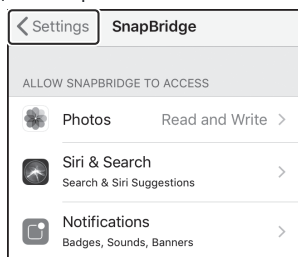 Settings SnapBridge
ALLOW SNAPBRIDGE TO ACCESS
Photos Read and Write
Siri & Search
Search & Siri Suggestions
Notifications
Badges, Sounds, Banners